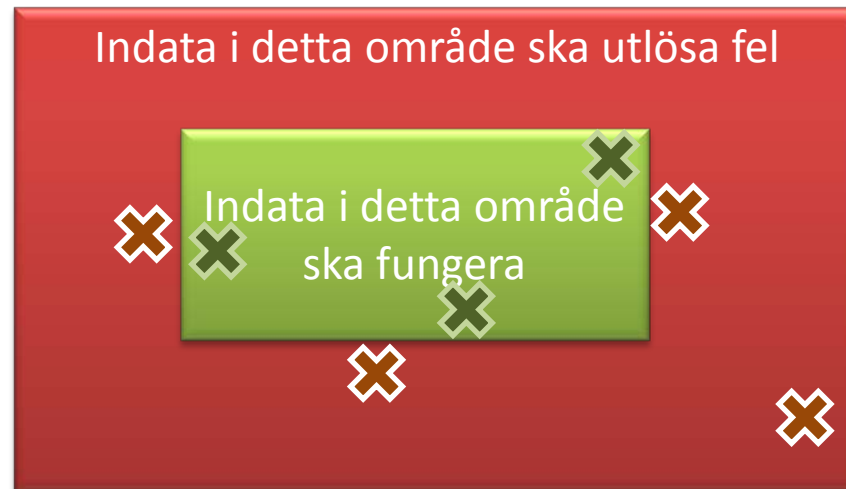 Indata i detta område ska utlösa fel
Indata i detta område
ska fungera